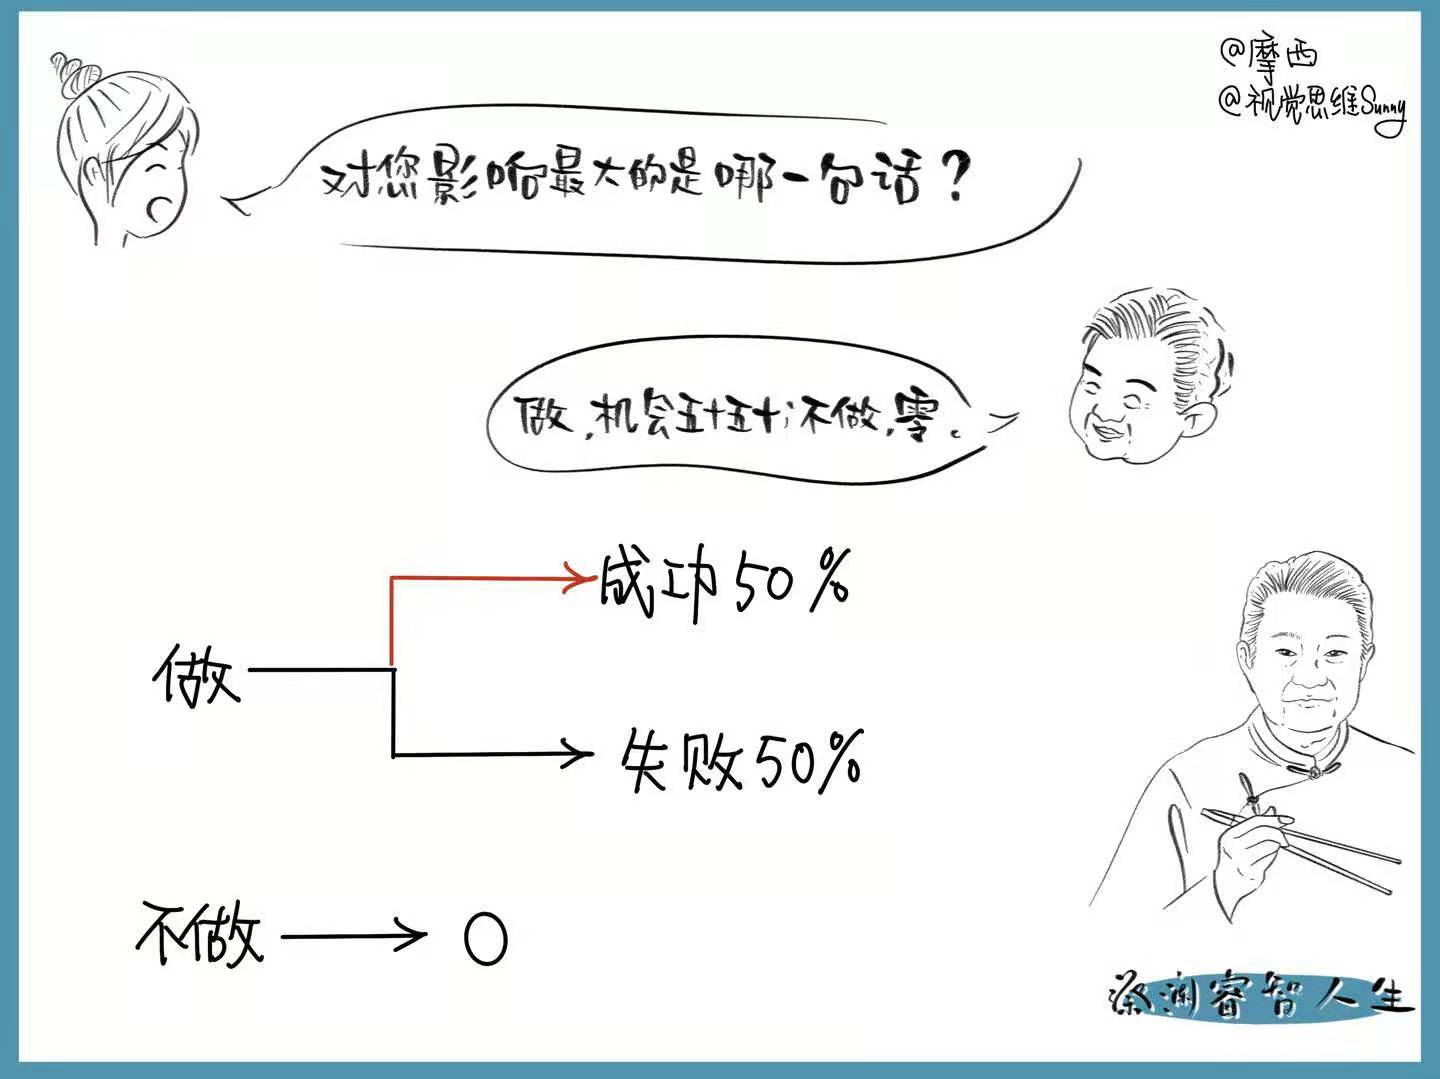 @摩西
@视觉思维Sunny
对您影响最大的是哪一句话？
做，机会五十五十；不做，零。
成功50%
做
失败50%
不做
0
蔡澜睿智人生